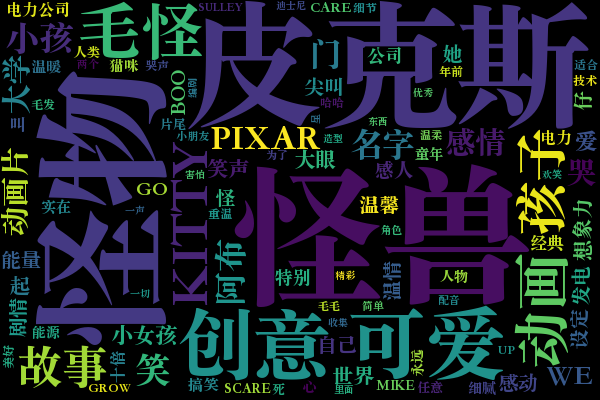 电力公司
SULLEY
迪士尼
CARE
细节
小孩
毛怪
皮克斯
人类
两个
门
公司
她
适合
大学
温暖
猫咪
哭声
尖叫
年前
技术
优秀
仔
毛发
BOO
哈哈
三
片尾
小朋友
PIXAR
造型
东西
名字
温柔
感情
电力
爱
动画片
怪物
KITTY
笑声
为了
大眼
感人
童年
孩子
哭
欢笑
害怕
GO
怪
温馨
实在
一声
重温
怪兽
角色
经典
想象力
能量
阿布
特别
精彩
温情
人物
动画
发电
设定
起
一切
剧情
毛毛
简单
配音
能源
小女孩
创意
收集
自己
可爱
美好
故事
十倍
笑
永远
UP
GROW
搞笑
SCARE
死
心
世界
里面
MIKE
任意
细腻
感动
WE